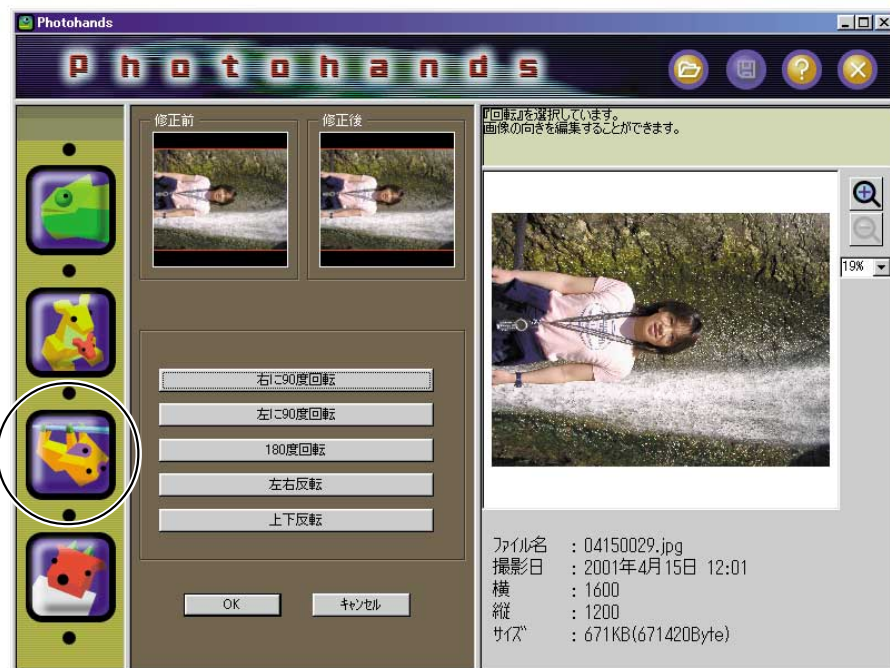 Photohands
Photohands
修正前
修正後
『回転』を選択しています。
画像の向きを編集することができます。
19%
右に90度回転
左に90度回転
180度回転
左右反転
上下反転
OK
キャンセル
ファイル名 : 04150029.jpg
撮影日 : 2001年4月15日 12:01
横 : 1600
縦 : 1200
サイズ : 671KB(671420Byte)